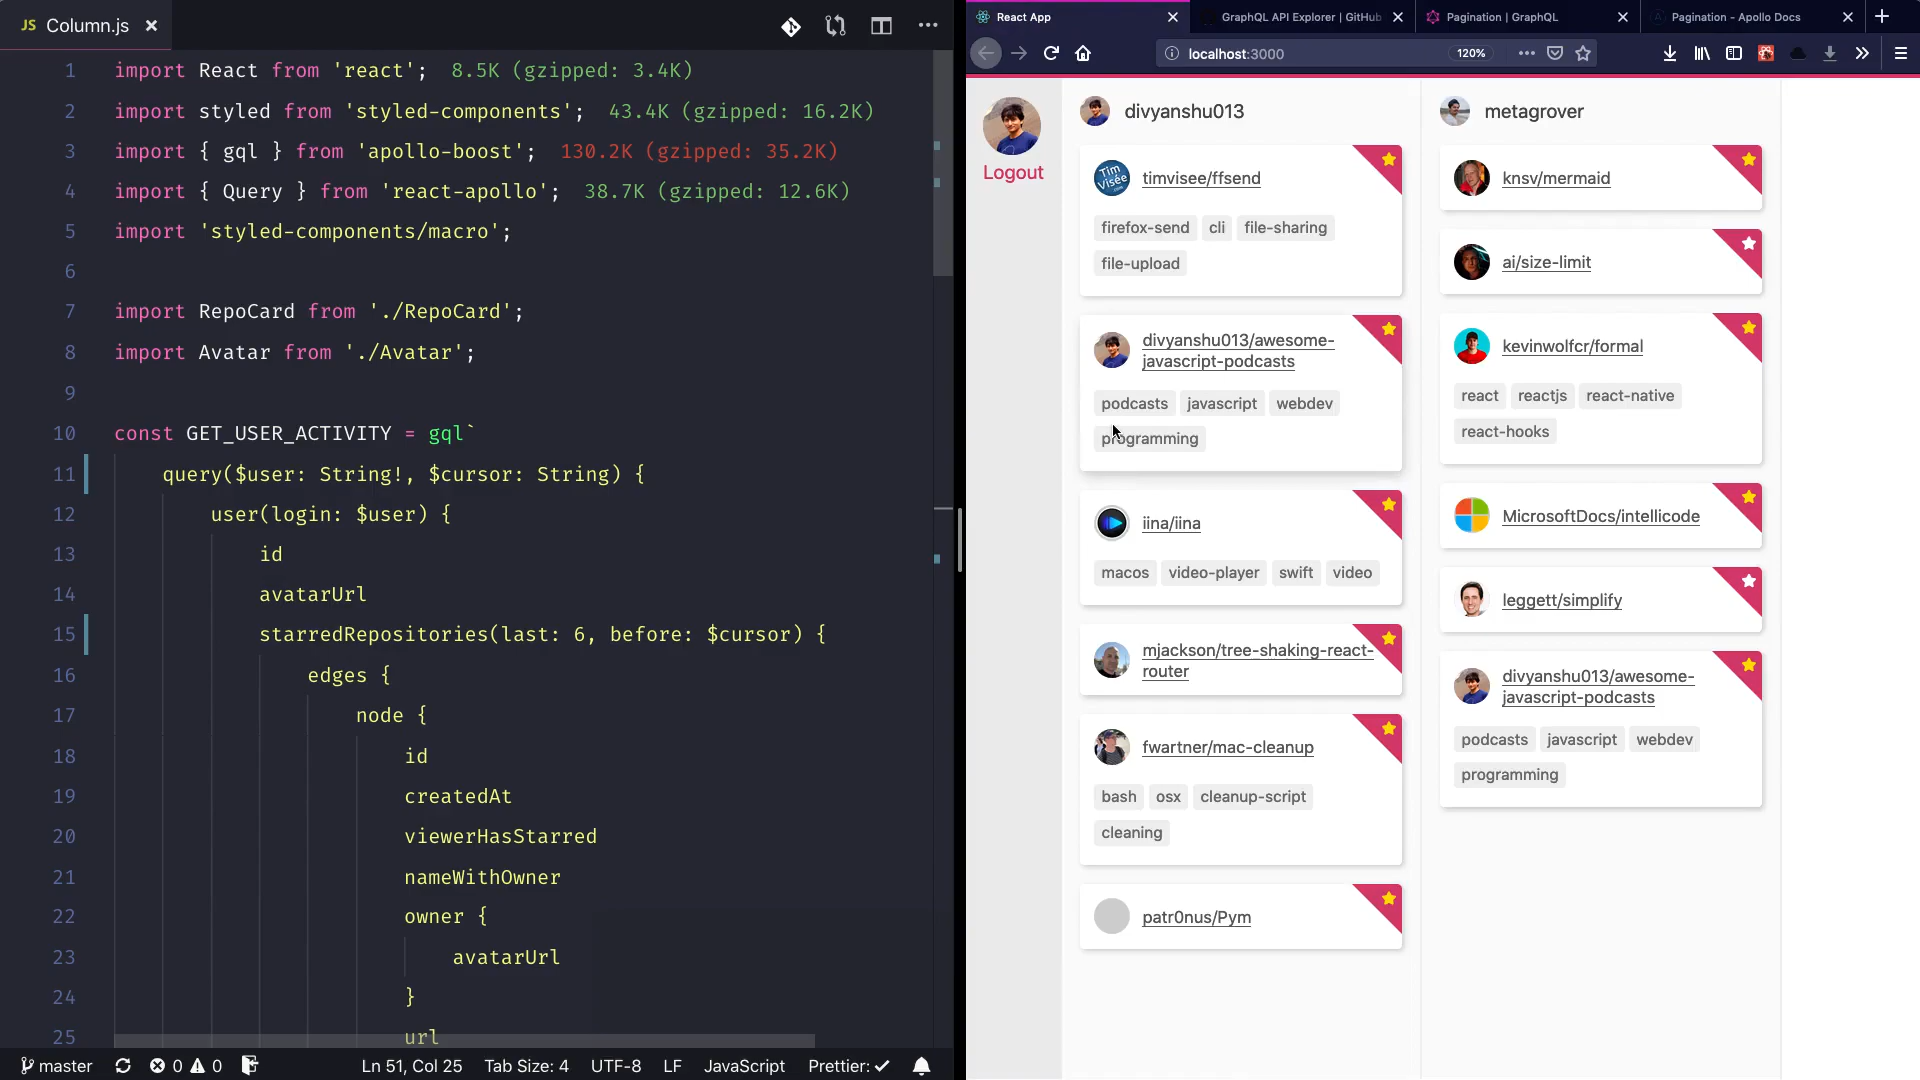 JS Column.js
1 import React from 'react'; 8.5K (gzipped: 3.4K)
2 import styled from 'styled-components'; 43.4K (gzipped: 16.2K)
3 import { gql } from 'apollo-boost'; 130.2K (gzipped: 35.2K)
4 import { Query } from 'react-apollo'; 38.7K (gzipped: 12.6K)
5 import 'styled-components/macro';
6
7 import RepoCard from './RepoCard';
8 import Avatar from './Avatar';
9
10 const GET_USER_ACTIVITY = gql`
11 query($user: String!, $cursor: String) {
12 user(login: $user) {
13 id
14 avatarUrl
15 starredRepositories(last: 6, before: $cursor) {
16 edges {
17 node {
18 id
19 createdAt
20 viewerHasStarred
21 nameWithOwner
22 owner {
23 avatarUrl
24 }
25 url
master 0 0 Ln 51, Col 25 Tab Size: 4 UTF-8 LF JavaScript Prettier:
React App GraphQL API Explorer | GitHub Pagination | GraphQL Pagination - Apollo Docs
localhost:3000 120%
Logout
divyanshu013
Tim Visée .com
timvisee/ffsend
firefox-send cli file-sharing
file-upload
divyanshu013/awesome-
javascript-podcasts
podcasts javascript webdev
programming
iina/iina
macos video-player swift video
mjackson/tree-shaking-react-
router
fwartner/mac-cleanup
bash osx cleanup-script
cleaning
patr0nus/Pym
metagrover
knsv/mermaid
ai/size-limit
kevinwolfcr/formal
react reactjs react-native
react-hooks
MicrosoftDocs/intellicode
leggett/simplify
divyanshu013/awesome-
javascript-podcasts
podcasts javascript webdev
programming